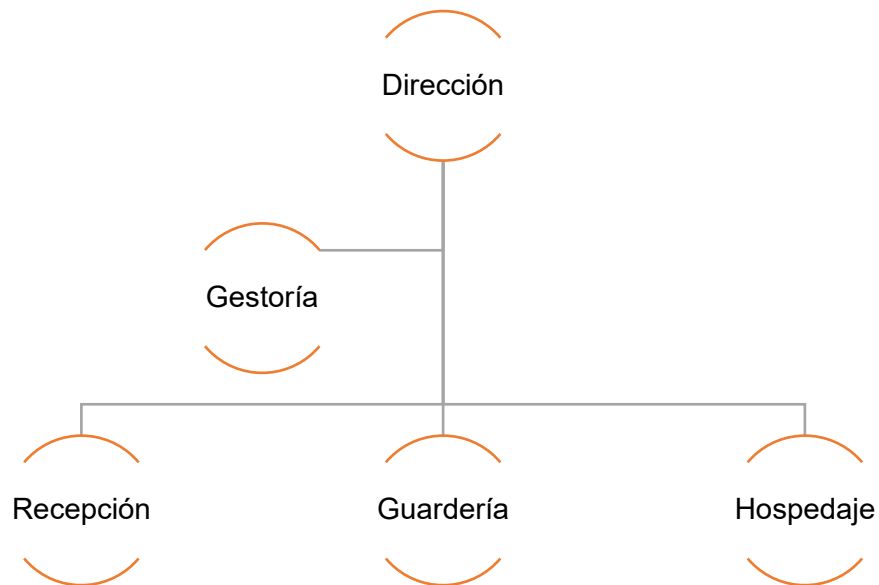 Dirección
Gestoría
Recepción
Guardería
Hospedaje